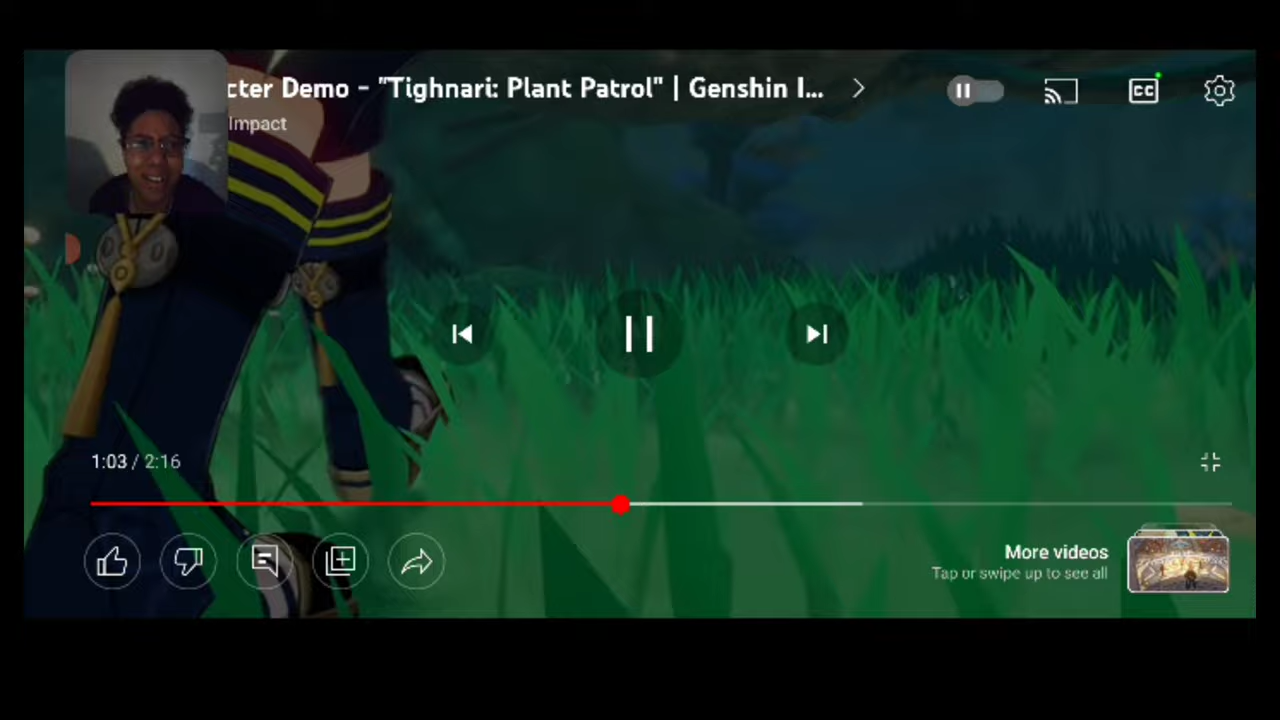 cter Demo - "Tighnari: Plant Patrol" | Genshin I...
Impact
CC
1:03 / 2:16
More videos
Tap or swipe up to see all